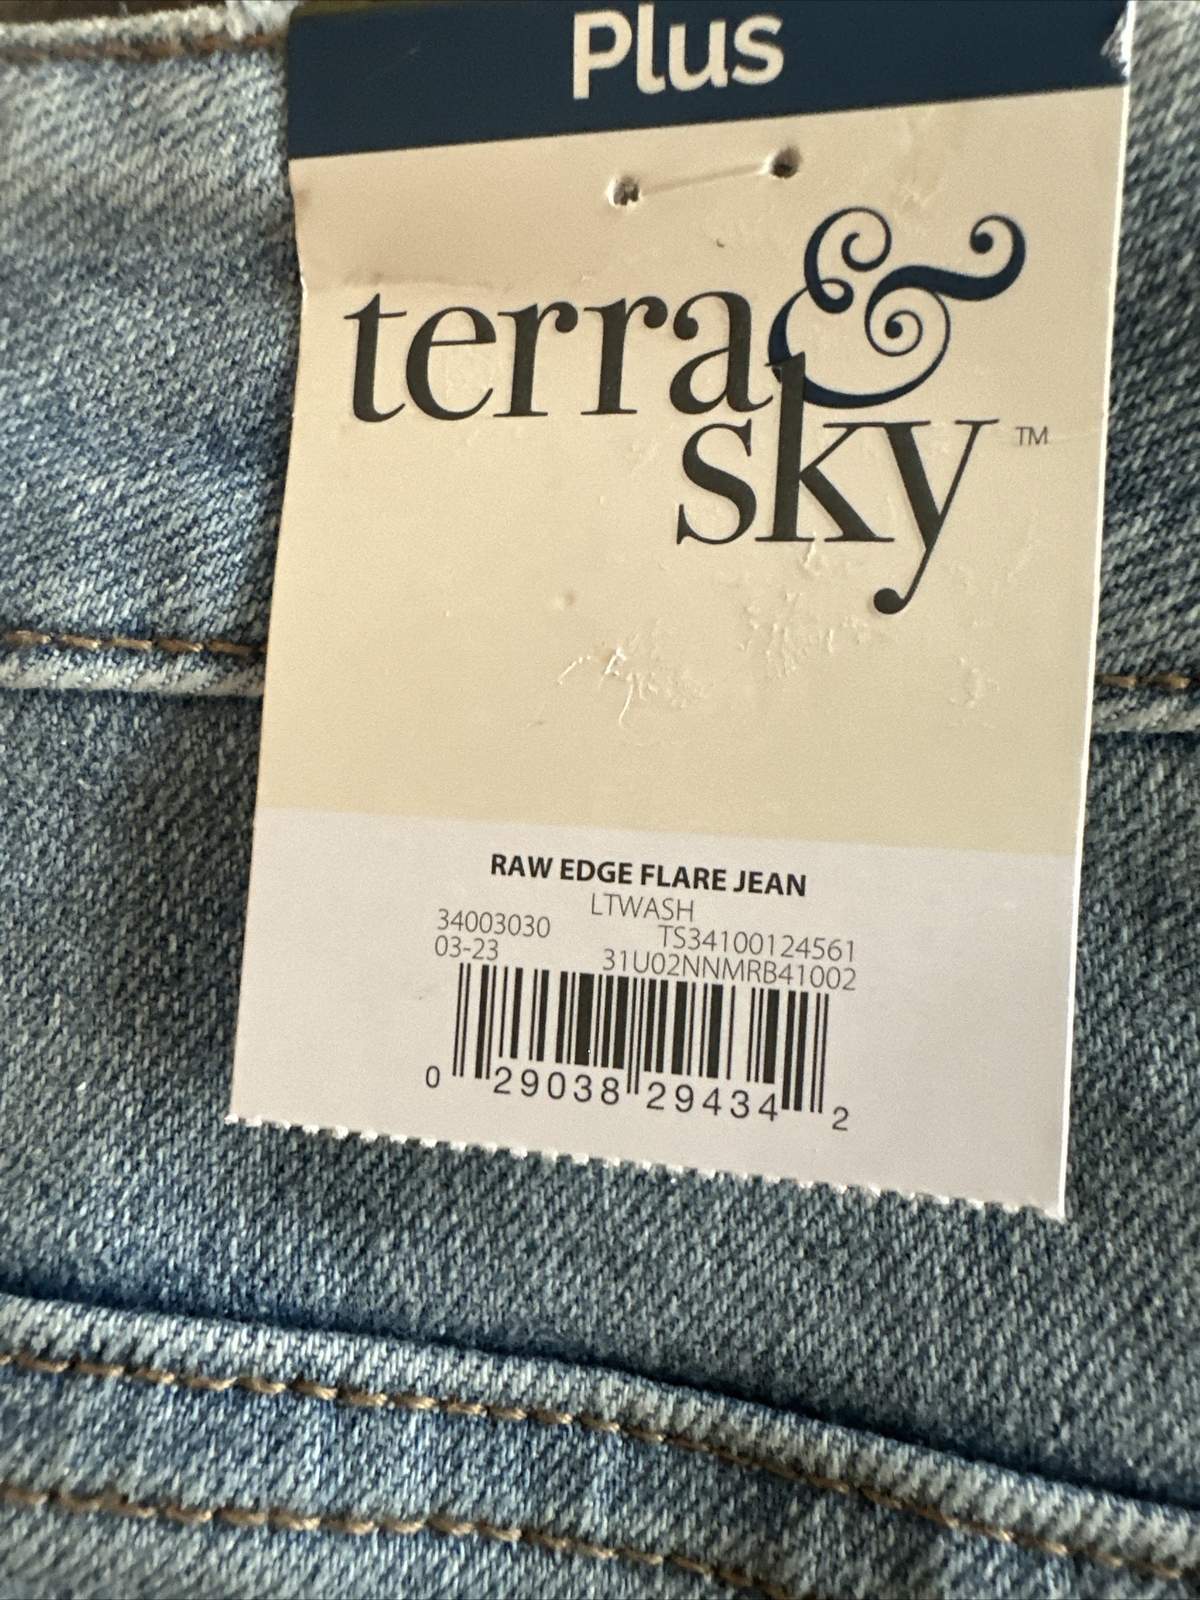 Plus
terra &
sky™
RAW EDGE FLARE JEAN
LTWASH
34003030 TS34100124561
03-23 31U02NNMRB41002
0 29038 29434 2